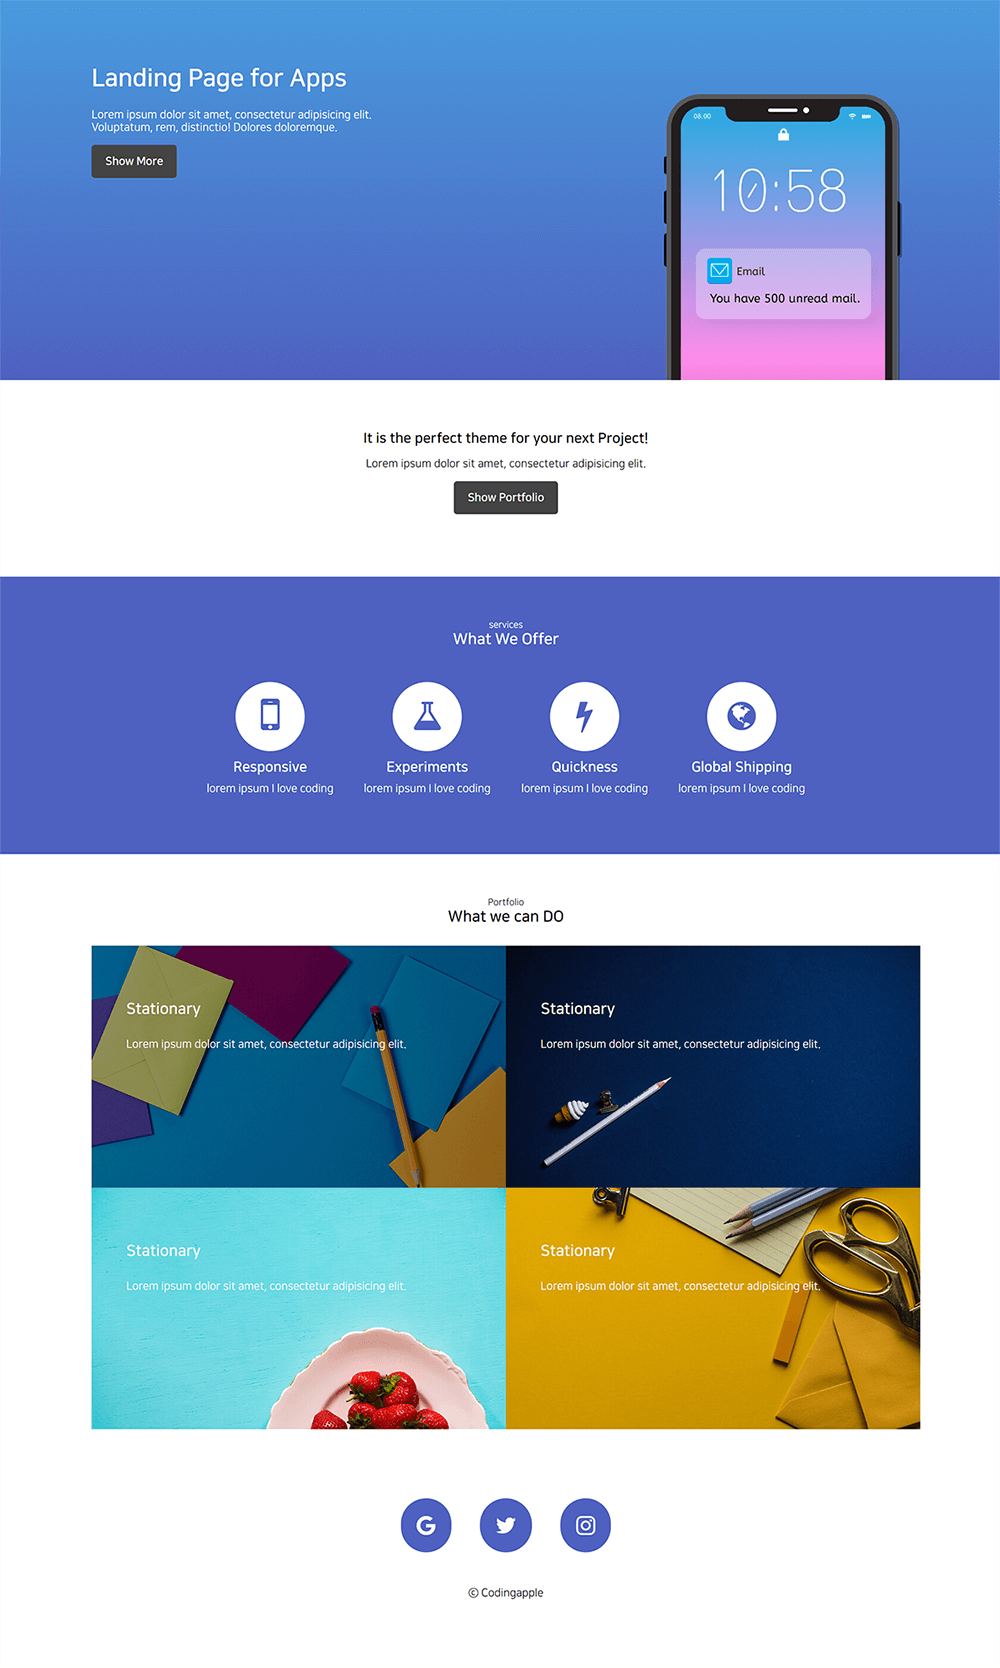 Landing Page for Apps
Lorem ipsum dolor sit amet, consectetur adipisicing elit.
Voluptatum, rem, distinctio! Dolores doloremque.
Show More
08:00
10:58
Email
You have 500 unread mail.
It is the perfect theme for your next Project!
Lorem ipsum dolor sit amet, consectetur adipisicing elit.
Show Portfolio
services
What We Offer
Responsive
lorem ipsum I love coding
Experiments
lorem ipsum I love coding
Quickness
lorem ipsum I love coding
Global Shipping
lorem ipsum I love coding
Portfolio
What we can DO
Stationary
Lorem ipsum dolor sit amet, consectetur adipisicing elit.
Stationary
Lorem ipsum dolor sit amet, consectetur adipisicing elit.
Stationary
Lorem ipsum dolor sit amet, consectetur adipisicing elit.
Stationary
Lorem ipsum dolor sit amet, consectetur adipisicing elit.
G
© Codingapple